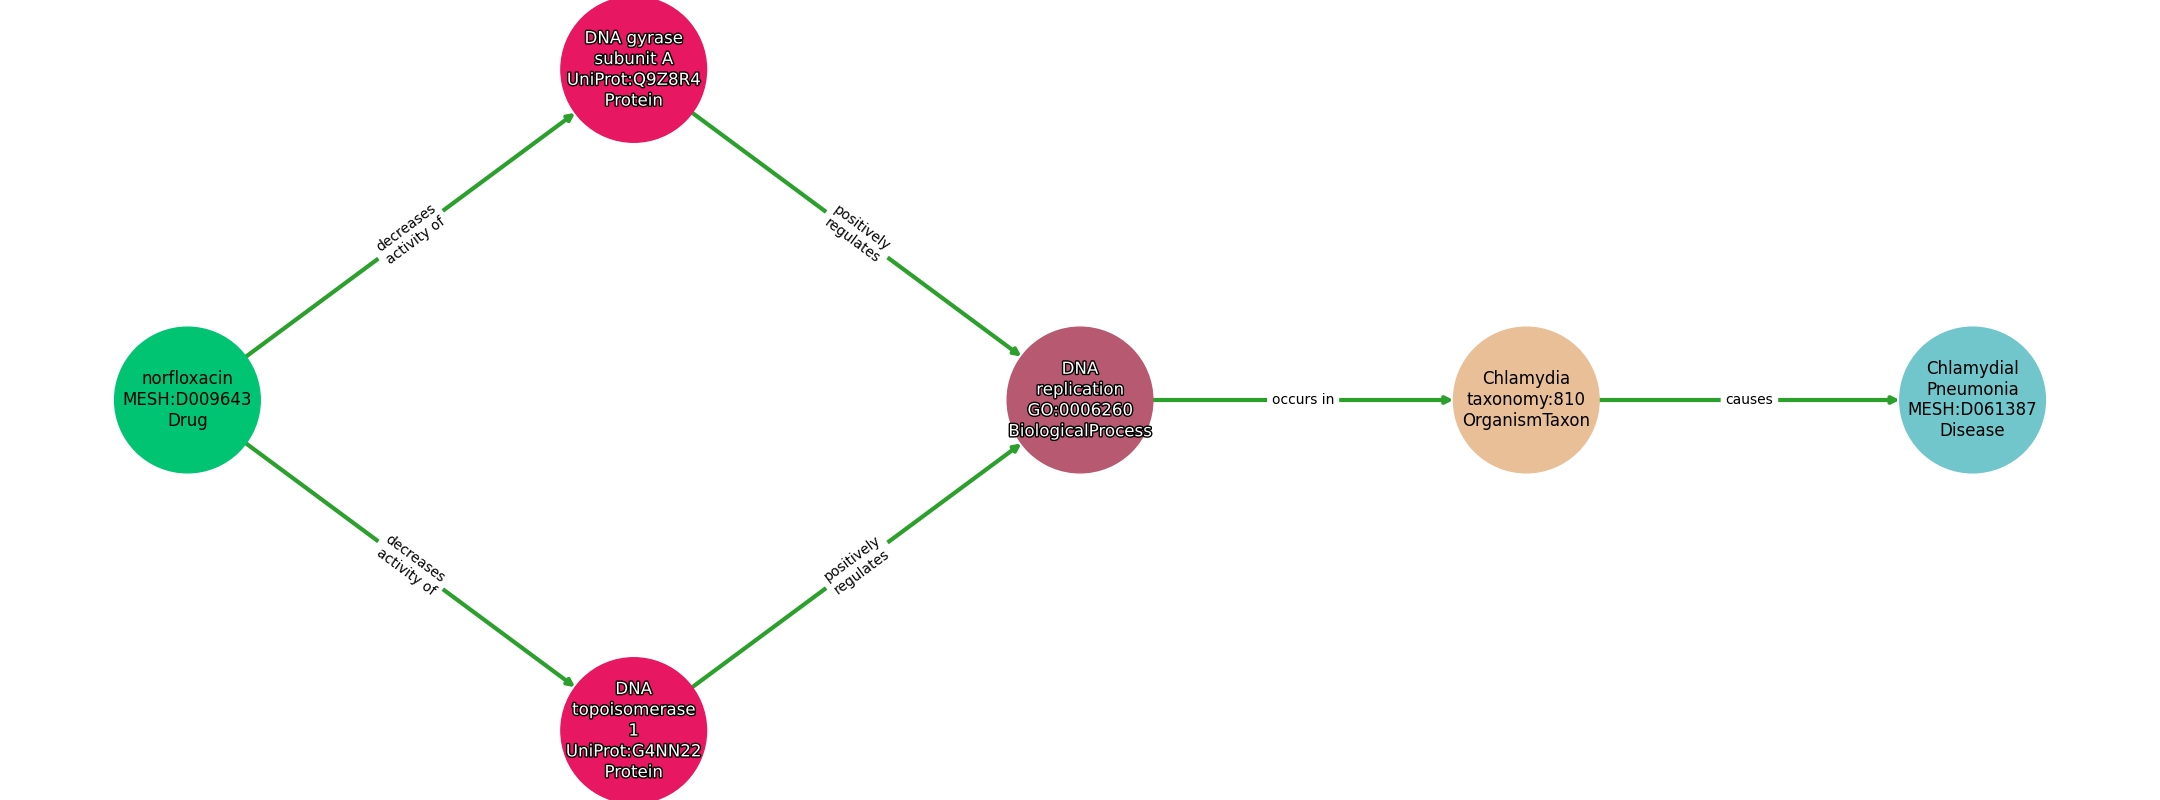 DNA gyrase
subunit A
UniProt:Q9Z8R4
Protein
decreases
activity of
positively
regulates
norfloxacin
MESH:D009643
Drug
DNA
replication
GO:0006260
BiologicalProcess
occurs in
Chlamydia
taxonomy:810
OrganismTaxon
causes
Chlamydial
Pneumonia
MESH:D061387
Disease
decreases
activity of
positively
regulates
DNA
topoisomerase
1
UniProt:G4NN22
Protein